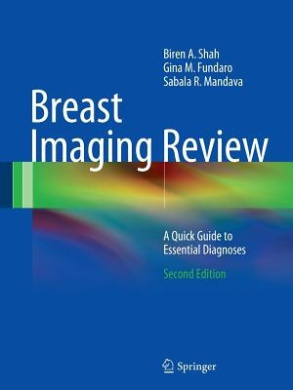 Biren A. Shah
Gina M. Fundaro
Sabala R. Mandava
Breast
Imaging Review
A Quick Guide to
Essential Diagnoses
Second Edition
Springer